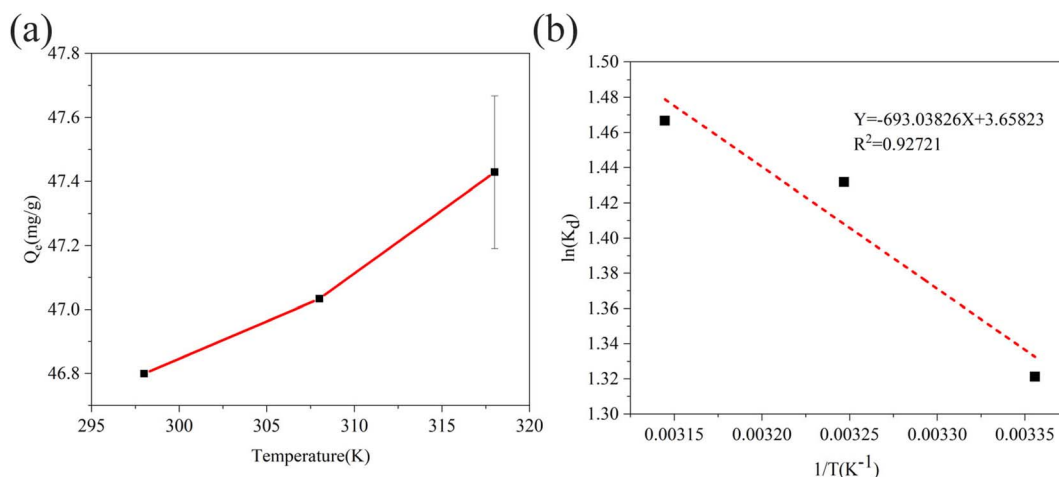 (a)
47.8
47.6
47.4
47.2
47.0
46.8
Qe(mg/g)
295 300 305 310 315 320
Temperature(K)
(b)
1.50
1.48
1.46
1.44
1.42
1.40
1.38
1.36
1.34
1.32
1.30
ln(Kd)
Y=-693.03826X+3.65823
R²=0.92721
0.00315 0.00320 0.00325 0.00330 0.00335
1/T(K⁻¹)